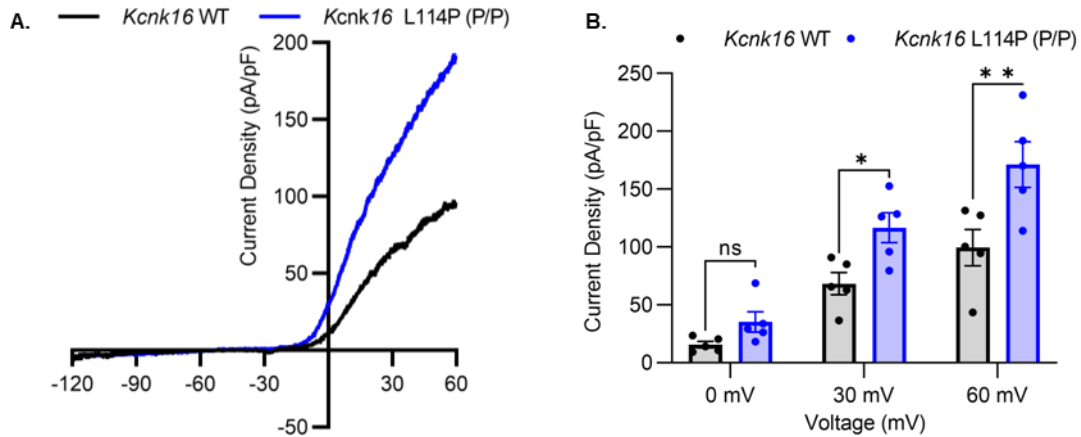 A.
Kcnk16 WT
Kcnk16 L114P (P/P)
Current Density (pA/pF)
200
150
100
50
-50
-120
-90
-60
-30
30
60
B.
Kcnk16 WT
Kcnk16 L114P (P/P)
Current Density (pA/pF)
250
200
150
100
50
0
ns
*
* *
0 mV
30 mV
60 mV
Voltage (mV)